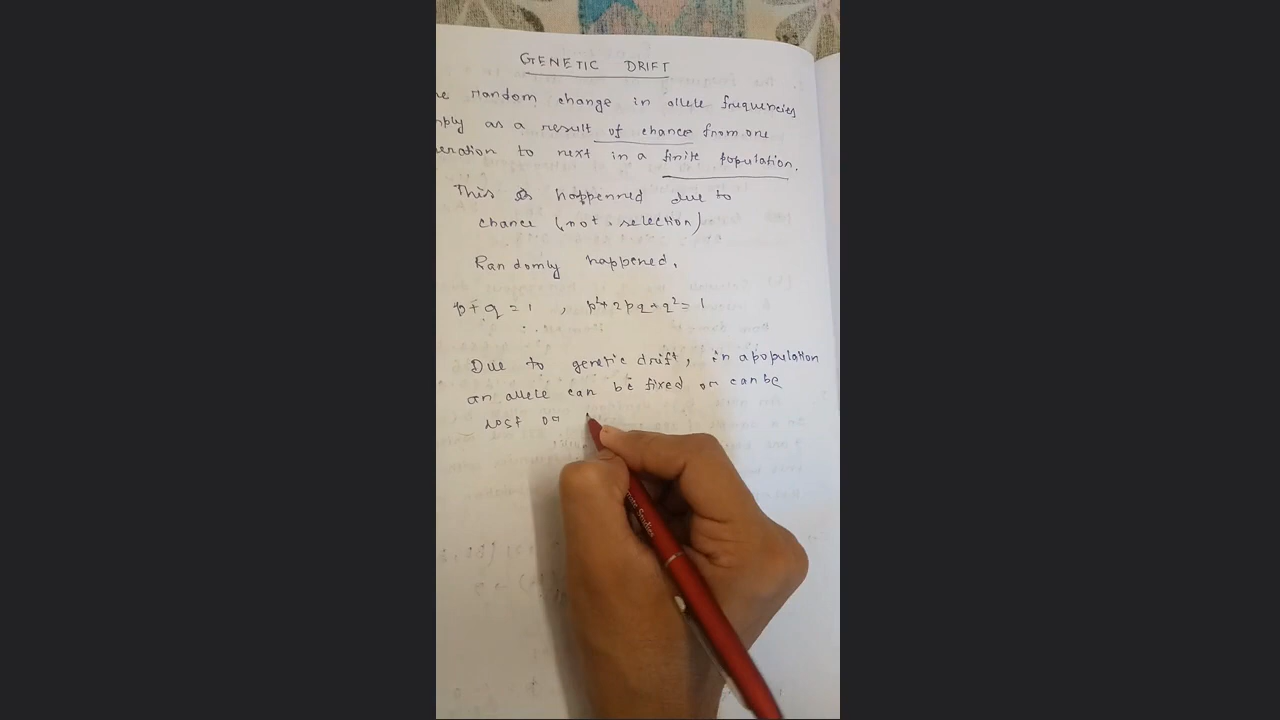 GENETIC DRIFT
random change in allele frequencies
as a result of chance from one
to next in a finite population.
This is happenned due to
chance (not selection)
Randomly happened.
p+q=1, p²+2pq+q²=1
Due to genetic drift, in a population
an allele can be fixed or can be
lost or